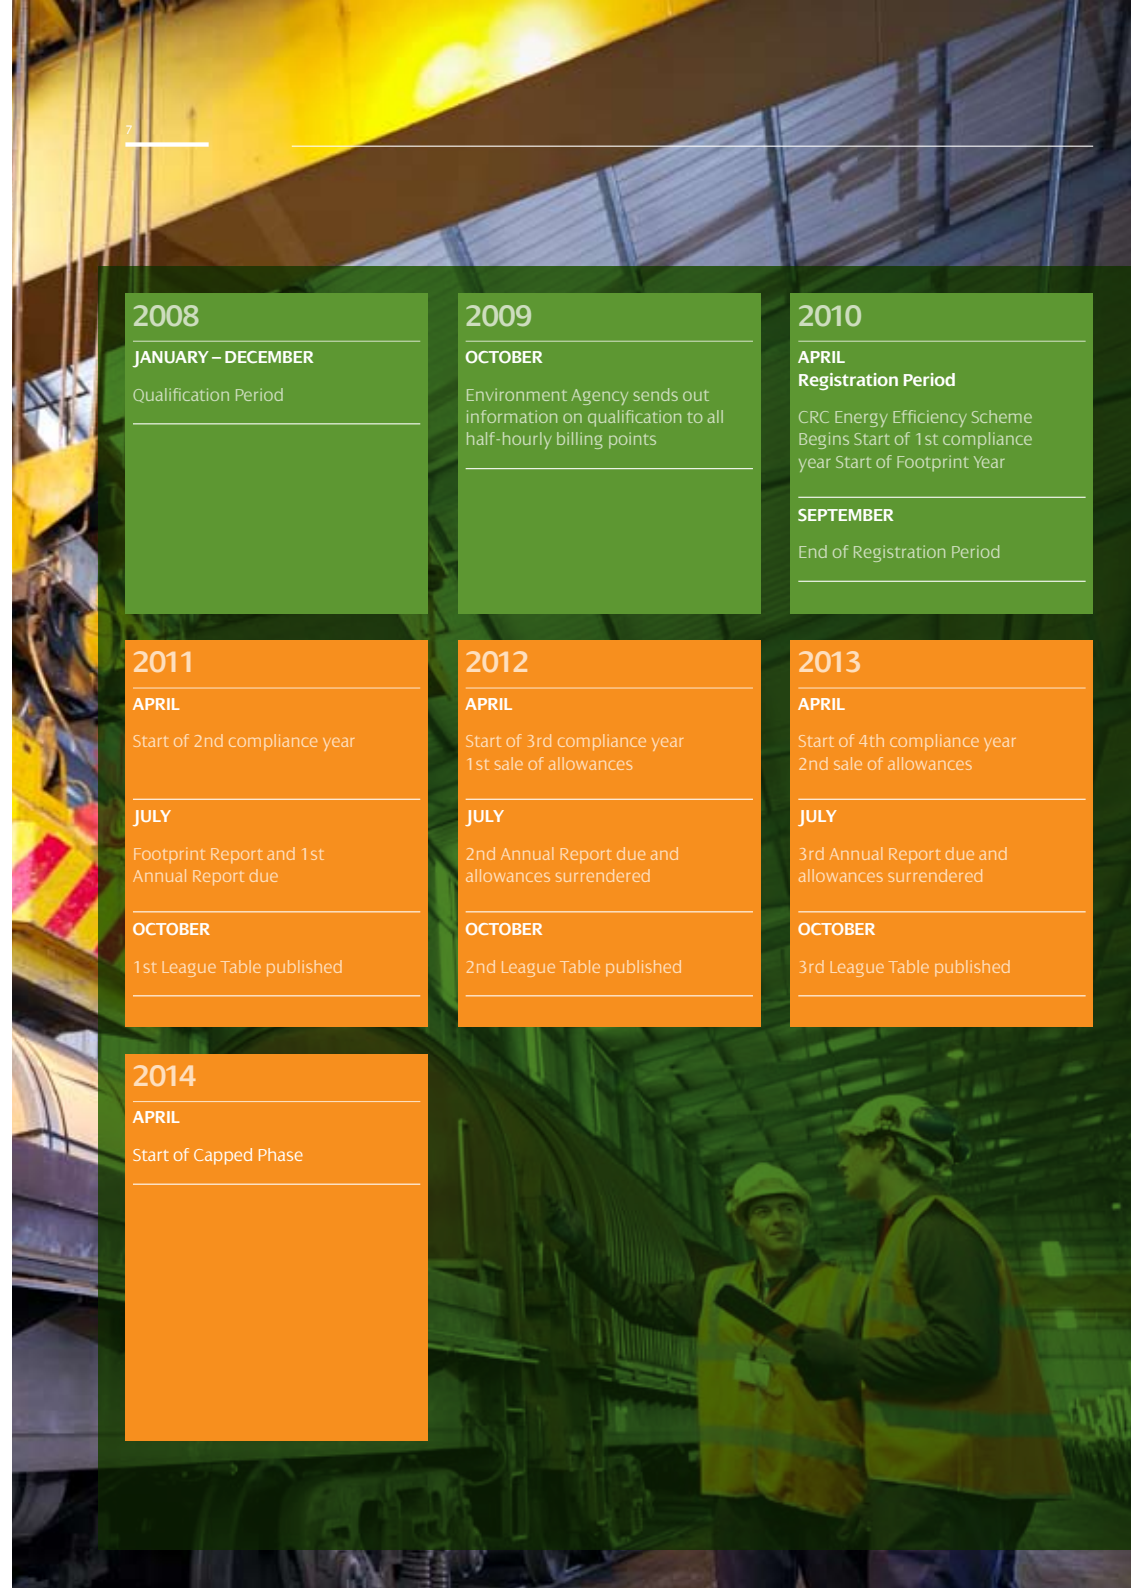 7
2008
JANUARY – DECEMBER
Qualification Period
2009
OCTOBER
Environment Agency sends out
information on qualification to all
half-hourly billing points
2010
APRIL
Registration Period
CRC Energy Efficiency Scheme
Begins Start of 1st compliance
year Start of Footprint Year
SEPTEMBER
End of Registration Period
2011
APRIL
Start of 2nd compliance year
JULY
Footprint Report and 1st
Annual Report due
OCTOBER
1st League Table published
2012
APRIL
Start of 3rd compliance year
1st sale of allowances
JULY
2nd Annual Report due and
allowances surrendered
OCTOBER
2nd League Table published
2013
APRIL
Start of 4th compliance year
2nd sale of allowances
JULY
3rd Annual Report due and
allowances surrendered
OCTOBER
3rd League Table published
2014
APRIL
Start of Capped Phase